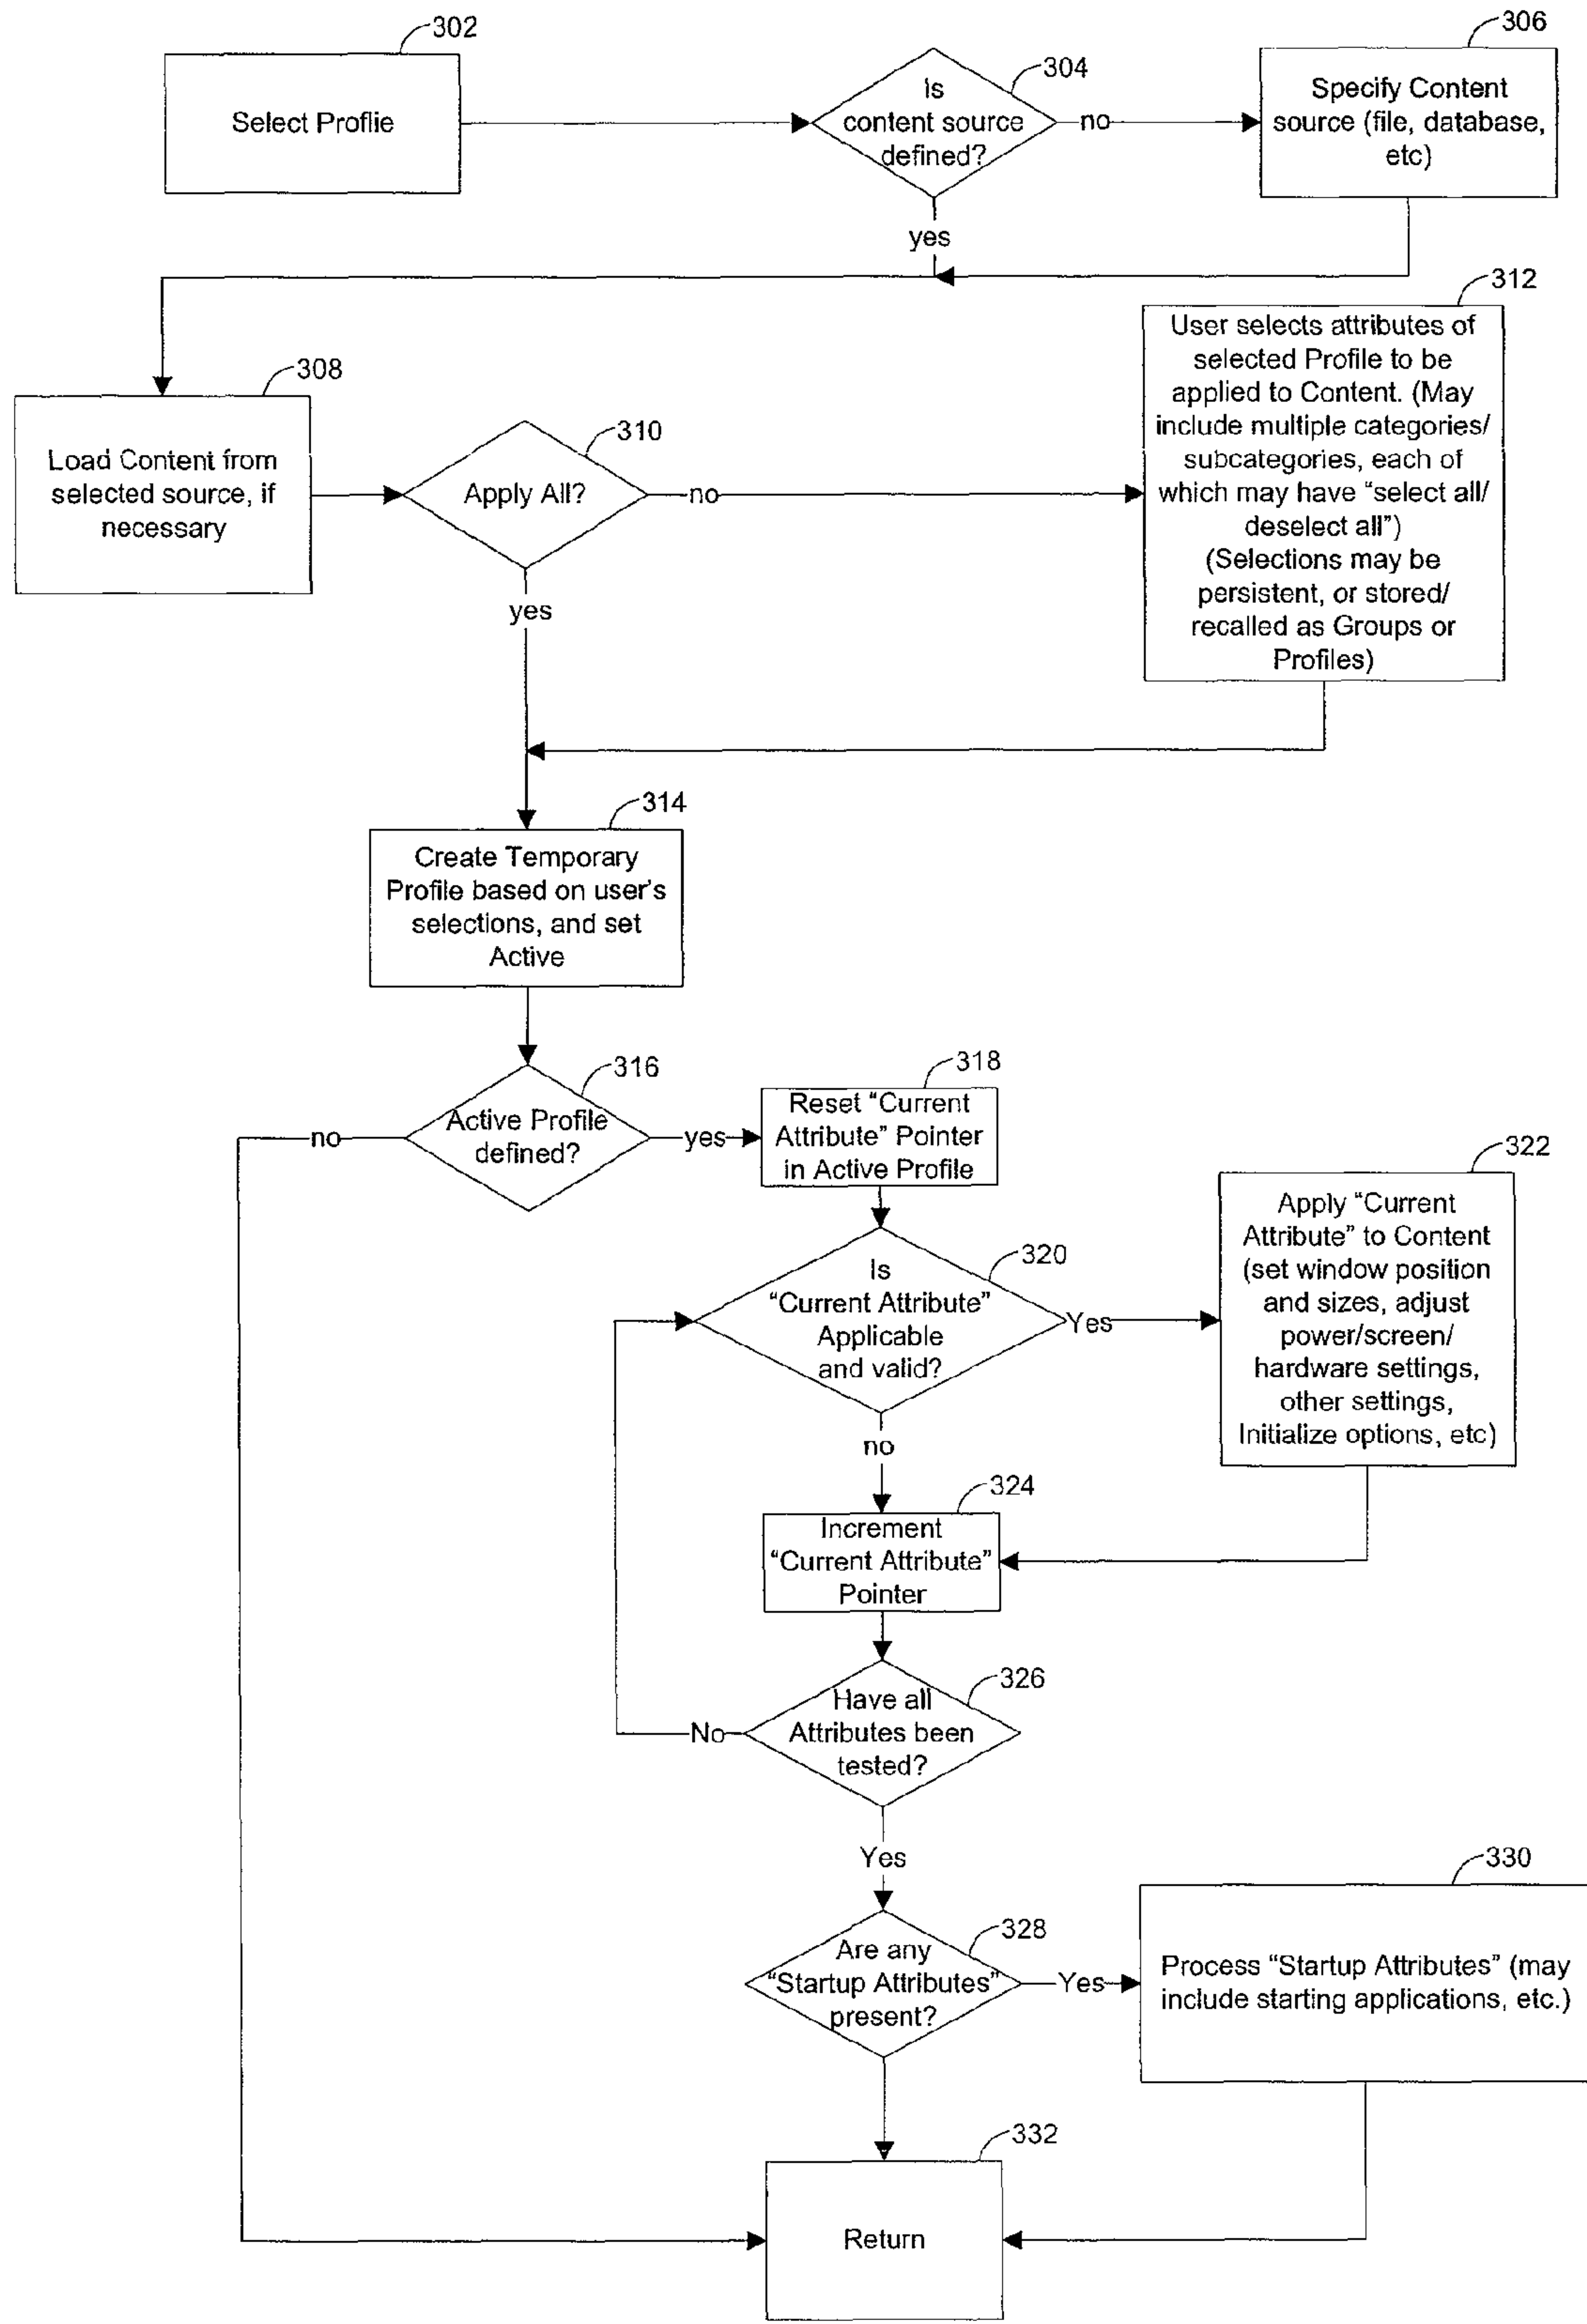 302
Select Proflie
304
Is
content source
defined?
no
306
Specify Content
source (file, database,
etc)
yes
308
Load Content from
selected source, if
necessary
310
Apply All?
no
312
User selects attributes of
selected Profile to be
applied to Content. (May
include multiple categories/
subcategories, each of
which may have “select all/
deselect all”)
(Selections may be
persistent, or stored/
recalled as Groups or
Profiles)
yes
314
Create Temporary
Profile based on user’s
selections, and set
Active
316
Active Profile
defined?
no
yes
318
Reset “Current
Attribute” Pointer
in Active Profile
320
Is
“Current Attribute”
Applicable
and valid?
Yes
322
Apply “Current
Attribute” to Content
(set window position
and sizes, adjust
power/screen/
hardware settings,
other settings,
Initialize options, etc)
no
324
Increment
“Current Attribute”
Pointer
326
Have all
Attributes been
tested?
No
Yes
328
Are any
“Startup Attributes”
present?
Yes
330
Process “Startup Attributes” (may
include starting applications, etc.)
332
Return